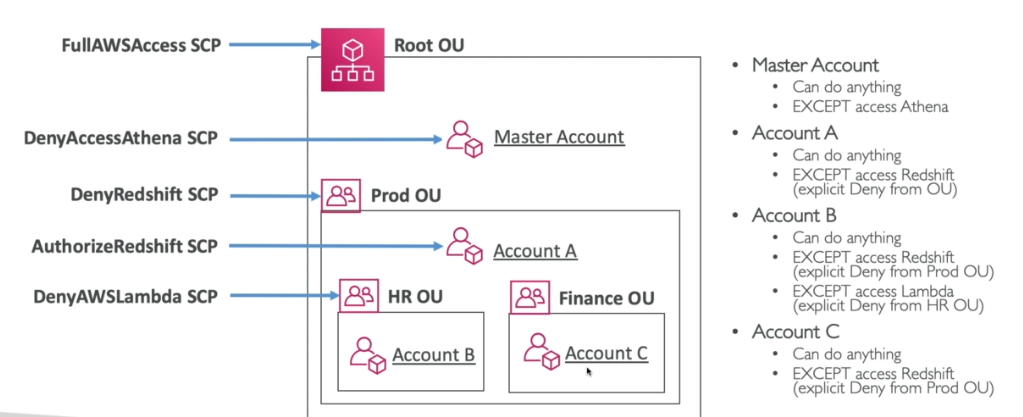 FullAWSAccess SCP
Root OU
DenyAccessAthena SCP
Master Account
DenyRedshift SCP
Prod OU
AuthorizeRedshift SCP
Account A
DenyAWSLambda SCP
HR OU
Finance OU
Account B
Account C
• Master Account
• Can do anything
• EXCEPT access Athena
• Account A
• Can do anything
• EXCEPT access Redshift
(explicit Deny from OU)
• Account B
• Can do anything
• EXCEPT access Redshift
(explicit Deny from Prod OU)
• EXCEPT access Lambda
(explicit Deny from HR OU)
• Account C
• Can do anything
• EXCEPT access Redshift
(explicit Deny from Prod OU)